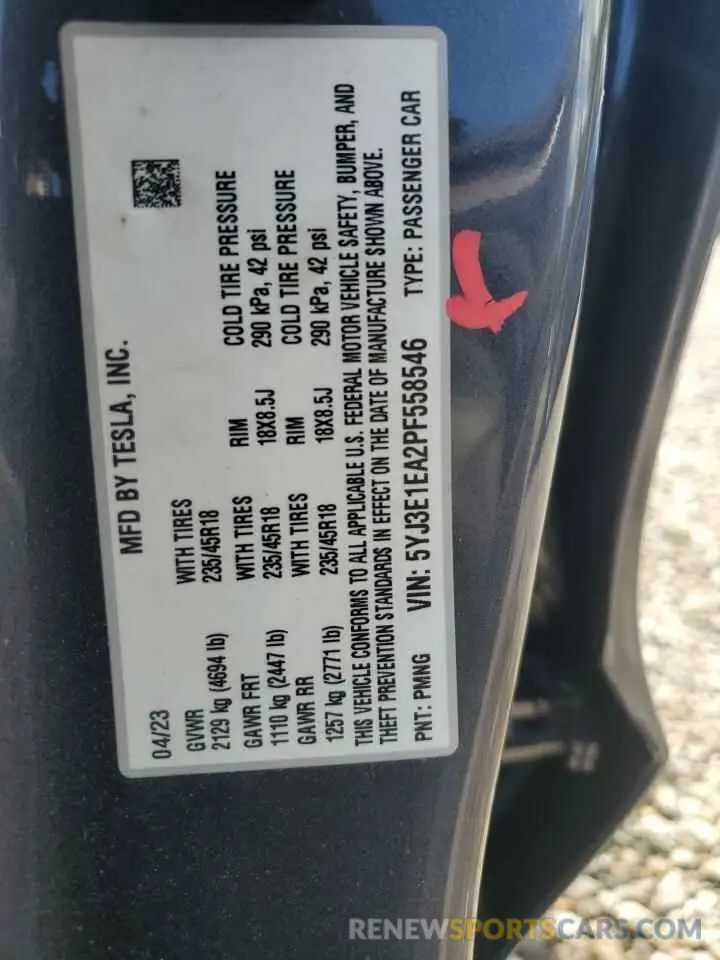 MFD BY TESLA, INC.
04/23
GVWR
2129 kg (4694 lb)
WITH TIRES
235/45R18
RIM
18X8.5J
COLD TIRE PRESSURE
290 kPa, 42 psi
GAWR FRT
1110 kg (2447 lb)
WITH TIRES
235/45R18
RIM
18X8.5J
COLD TIRE PRESSURE
290 kPa, 42 psi
GAWR RR
1257 kg (2771 lb)
WITH TIRES
235/45R18
THIS VEHICLE CONFORMS TO ALL APPLICABLE U.S. FEDERAL MOTOR VEHICLE SAFETY, BUMPER, AND
THEFT PREVENTION STANDARDS IN EFFECT ON THE DATE OF MANUFACTURE SHOWN ABOVE.
PNT: PMNG VIN: 5YJ3E1EA2PF558546 TYPE: PASSENGER CAR
RENEWSPORTSCARS.COM